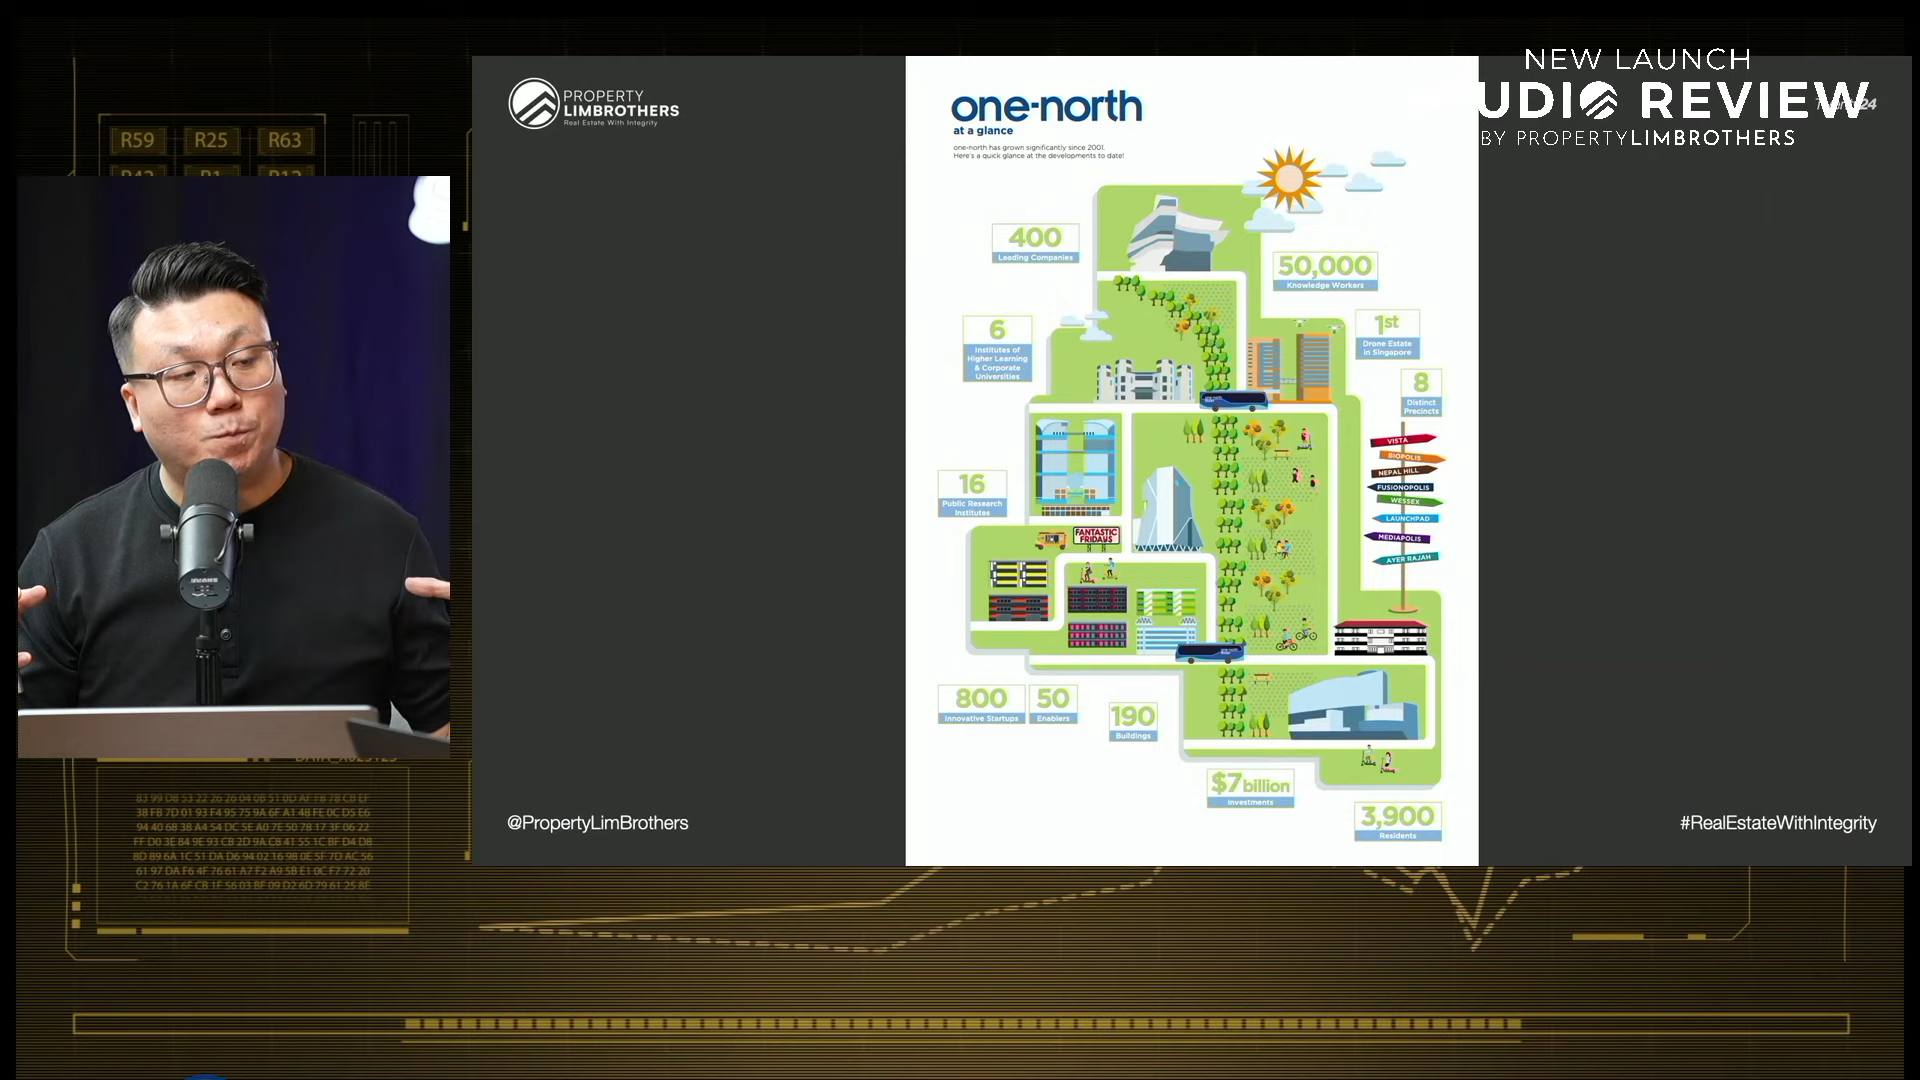 NEW LAUNCH
UDIO REVIEW
BY PROPERTYLIMBROTHERS
PROPERTY
LIMBROTHERS
Real Estate With Integrity
one-north
at a glance
one-north has grown significantly since 2001.
Here's a quick glance at the developments to date!
R59 R25 R63
400
Leading Companies
50,000
Knowledge Workers
6
Institutes of
Higher Learning
& Corporate
Universities
1st
Drone Estate
in Singapore
8
Distinct
Precincts
VISTA
BIOPOLIS
NEPAL HILL
FUSIONOPOLIS
WESSEX
LAUNCHPAD
MEDIAPOLIS
AYER RAJAH
16
Public Research
Institutes
FANTASTIC
FRIDAYS
800
Innovative Startups
50
Enablers
190
Buildings
$7 billion
Investments
3,900
Residents
@PropertyLimBrothers
#RealEstateWithIntegrity